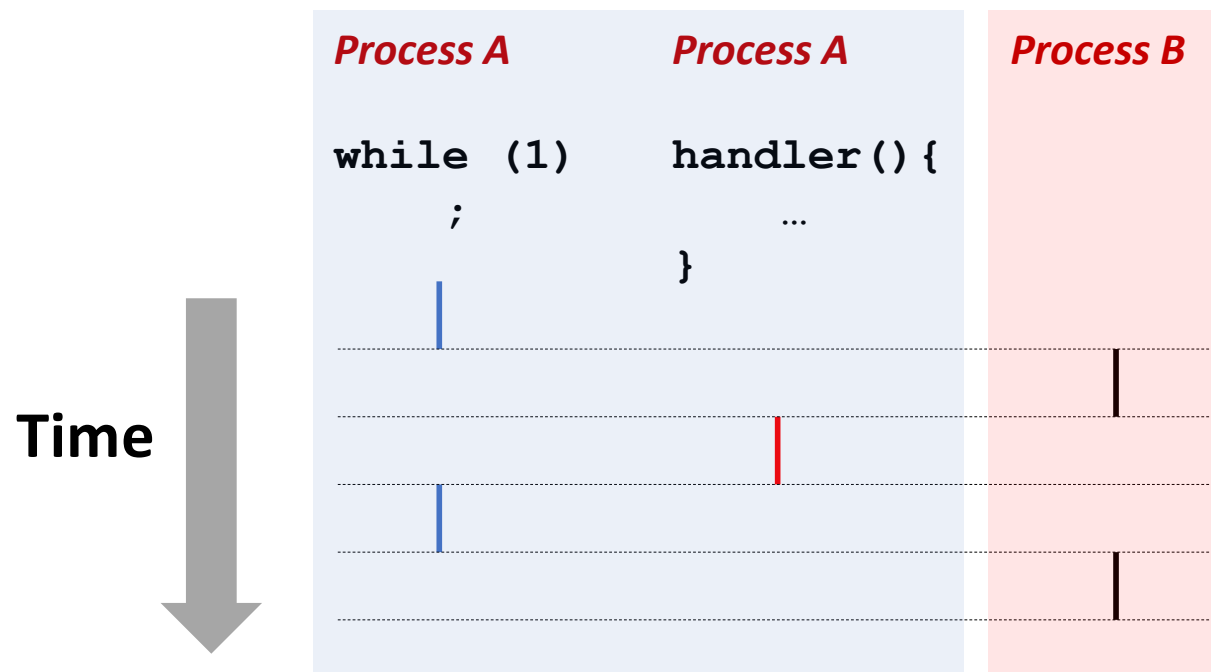 Process A
Process A
Process B
while (1)
handler(){
;
…
}
Time